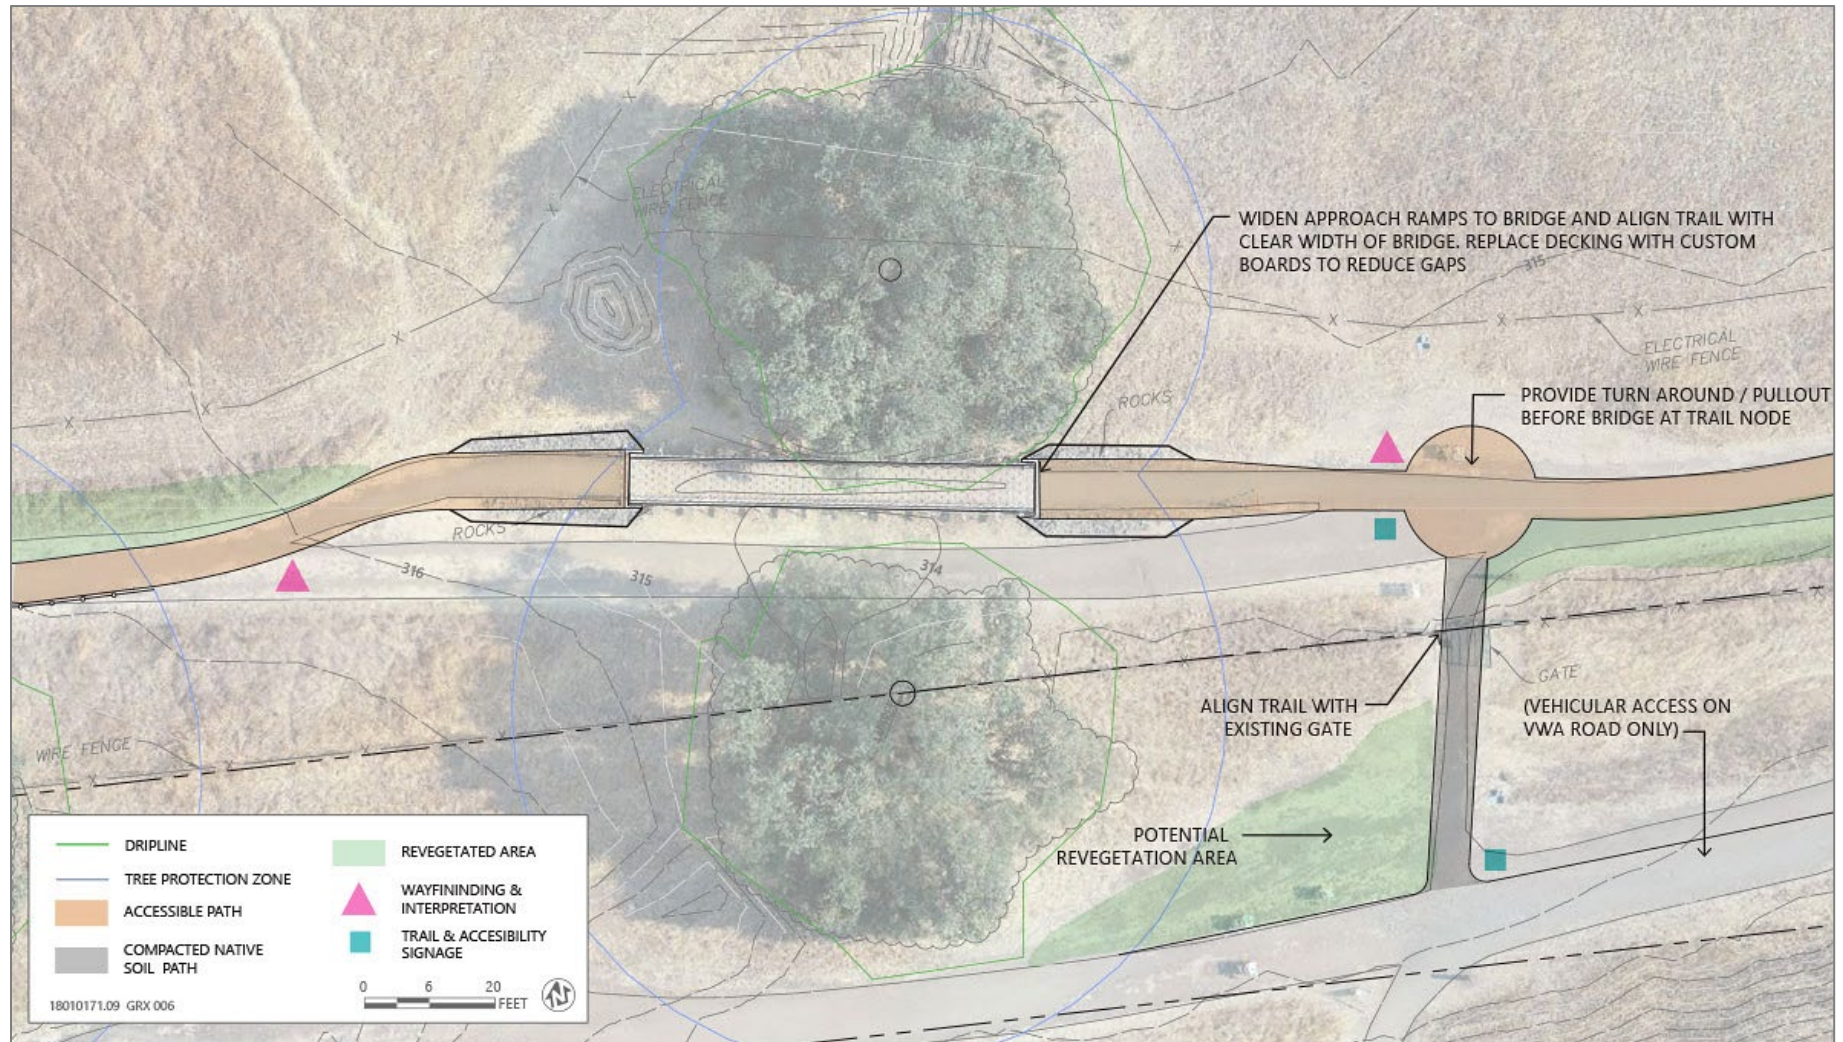 ELECTRICAL
WIRE FENCE
WIDEN APPROACH RAMPS TO BRIDGE AND ALIGN TRAIL WITH
CLEAR WIDTH OF BRIDGE. REPLACE DECKING WITH CUSTOM
BOARDS TO REDUCE GAPS
315
ELECTRICAL
WIRE FENCE
ROCKS
PROVIDE TURN AROUND / PULLOUT
BEFORE BRIDGE AT TRAIL NODE
ROCKS
316
315
314
GATE
ALIGN TRAIL WITH
EXISTING GATE
(VEHICULAR ACCESS ON
VWA ROAD ONLY)
WIRE FENCE
POTENTIAL
REVEGETATION AREA
DRIPLINE
TREE PROTECTION ZONE
ACCESSIBLE PATH
COMPACTED NATIVE
SOIL PATH
REVEGETATED AREA
WAYFININDING &
INTERPRETATION
TRAIL & ACCESIBILITY
SIGNAGE
0 6 20
FEET
N
18010171.09 GRX 006